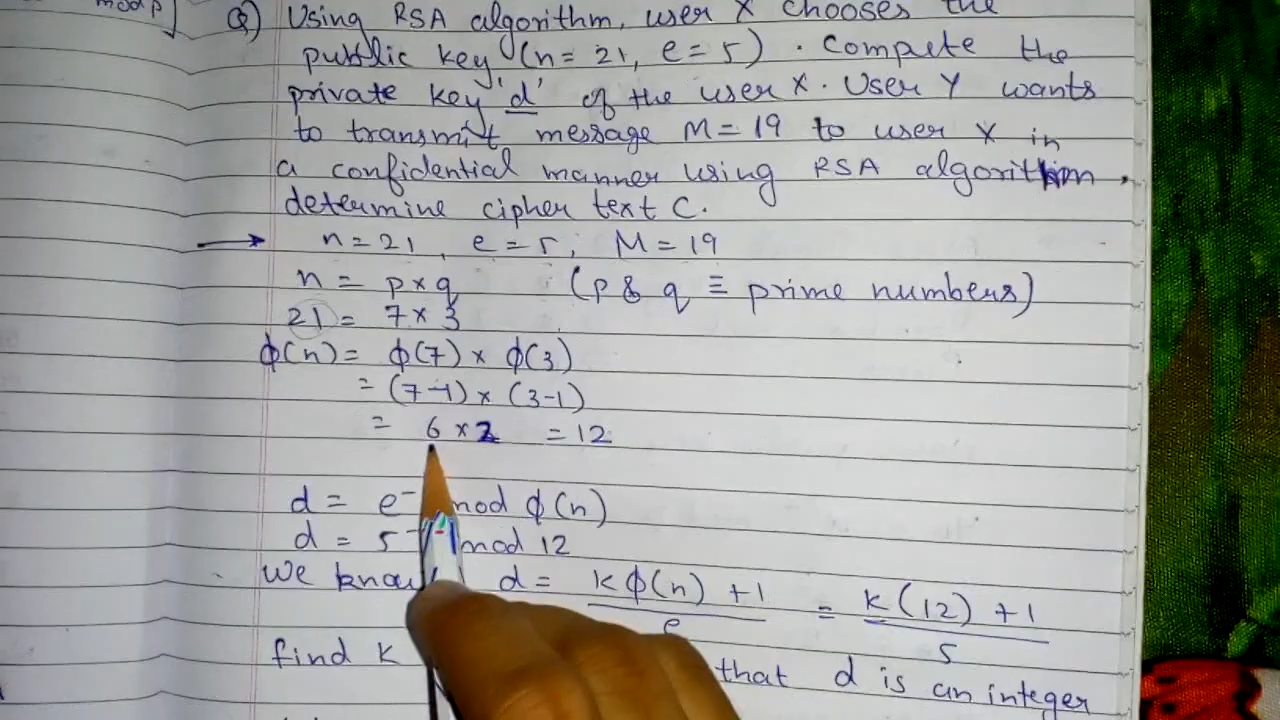 mod p]
Q) Using RSA algorithm, user X chooses the
public key (n = 21, e = 5). Compute the
private key 'd' of the user X. User Y wants
to transmit message M = 19 to user X in
a confidential manner using RSA algorithm.
determine cipher text C.
→ n = 21, e = 5, M = 19
n = p × q (p & q ≡ prime numbers)
21 = 7 × 3
ϕ(n) = ϕ(7) × ϕ(3)
= (7-1) × (3-1)
= 6 × 2 = 12
d = e⁻ mod ϕ(n)
d = 5⁻¹ mod 12
We know d = kϕ(n) + 1 / e = k(12) + 1 / 5
find k that d is an integer